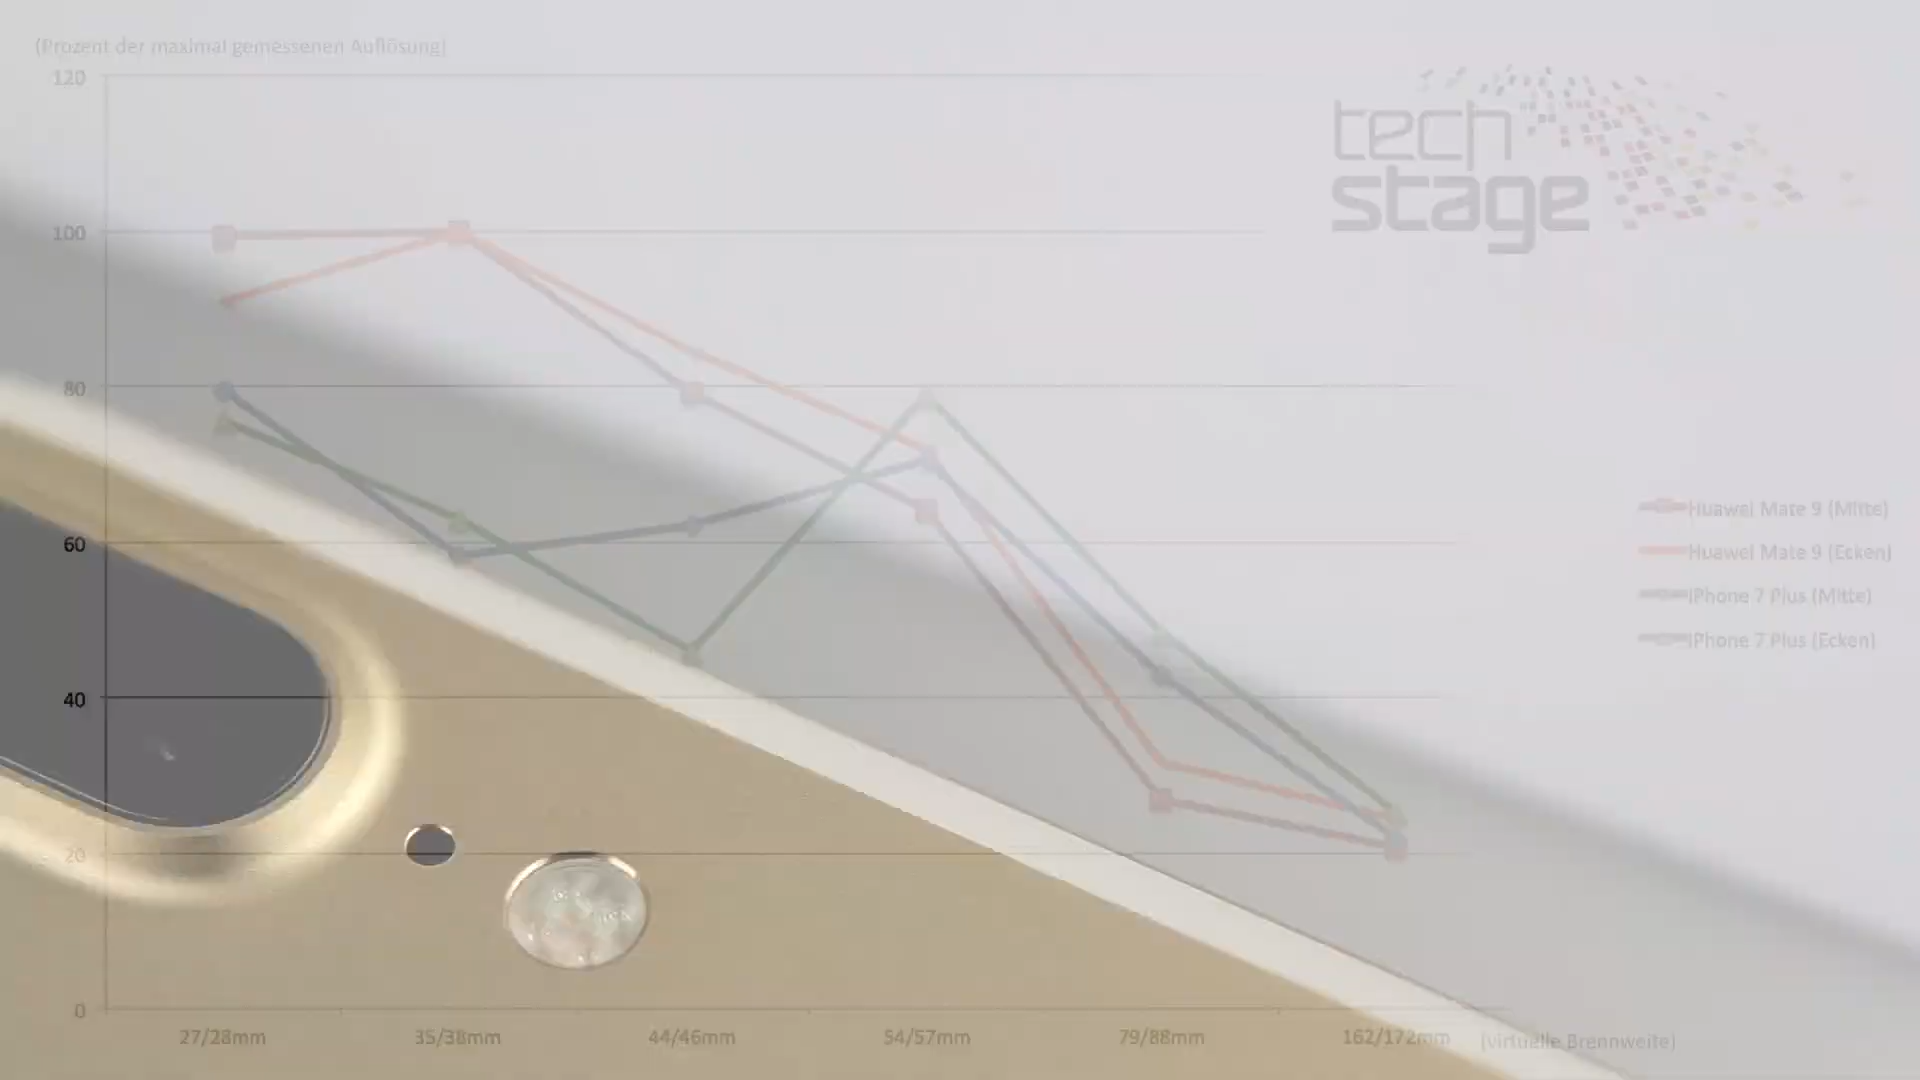 (Prozent der maximal gemessenen Auflösung)
120
100
80
60
40
20
0
27/28mm 35/38mm 44/46mm 54/57mm 79/88mm 162/172mm (virtuelle Brennweite)
tech
stage
Huawei Mate 9 (Mitte)
Huawei Mate 9 (Ecken)
iPhone 7 Plus (Mitte)
iPhone 7 Plus (Ecken)